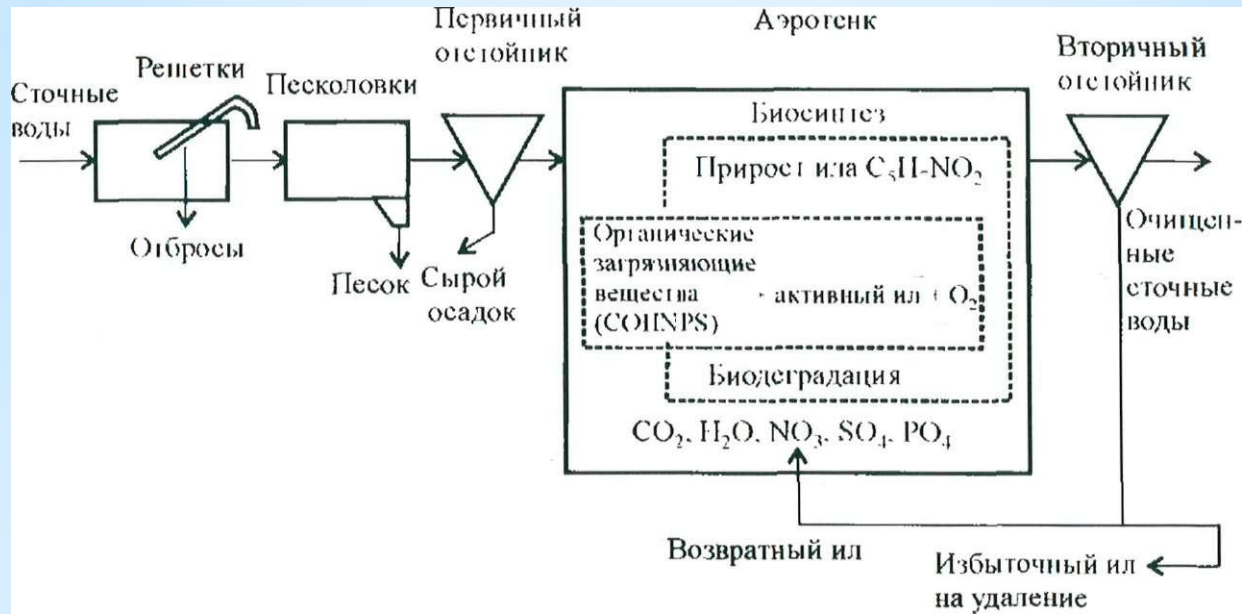 Сточные
воды
Решетки
Отбросы
Песколовки
Песок
Первичный
отстойник
Сырой
осадок
Аэротенк
Биосинтез
Прирост ила C₅H-NO₂
Органические
загрязняющие
вещества
(COHNPS)
активный ил + O₂
Биодеградация
CO₂, H₂O, NO₃, SO₄, PO₄
Возвратный ил
Вторичный
отстойник
Очищен-
ные
сточные
воды
Избыточный ил
на удаление